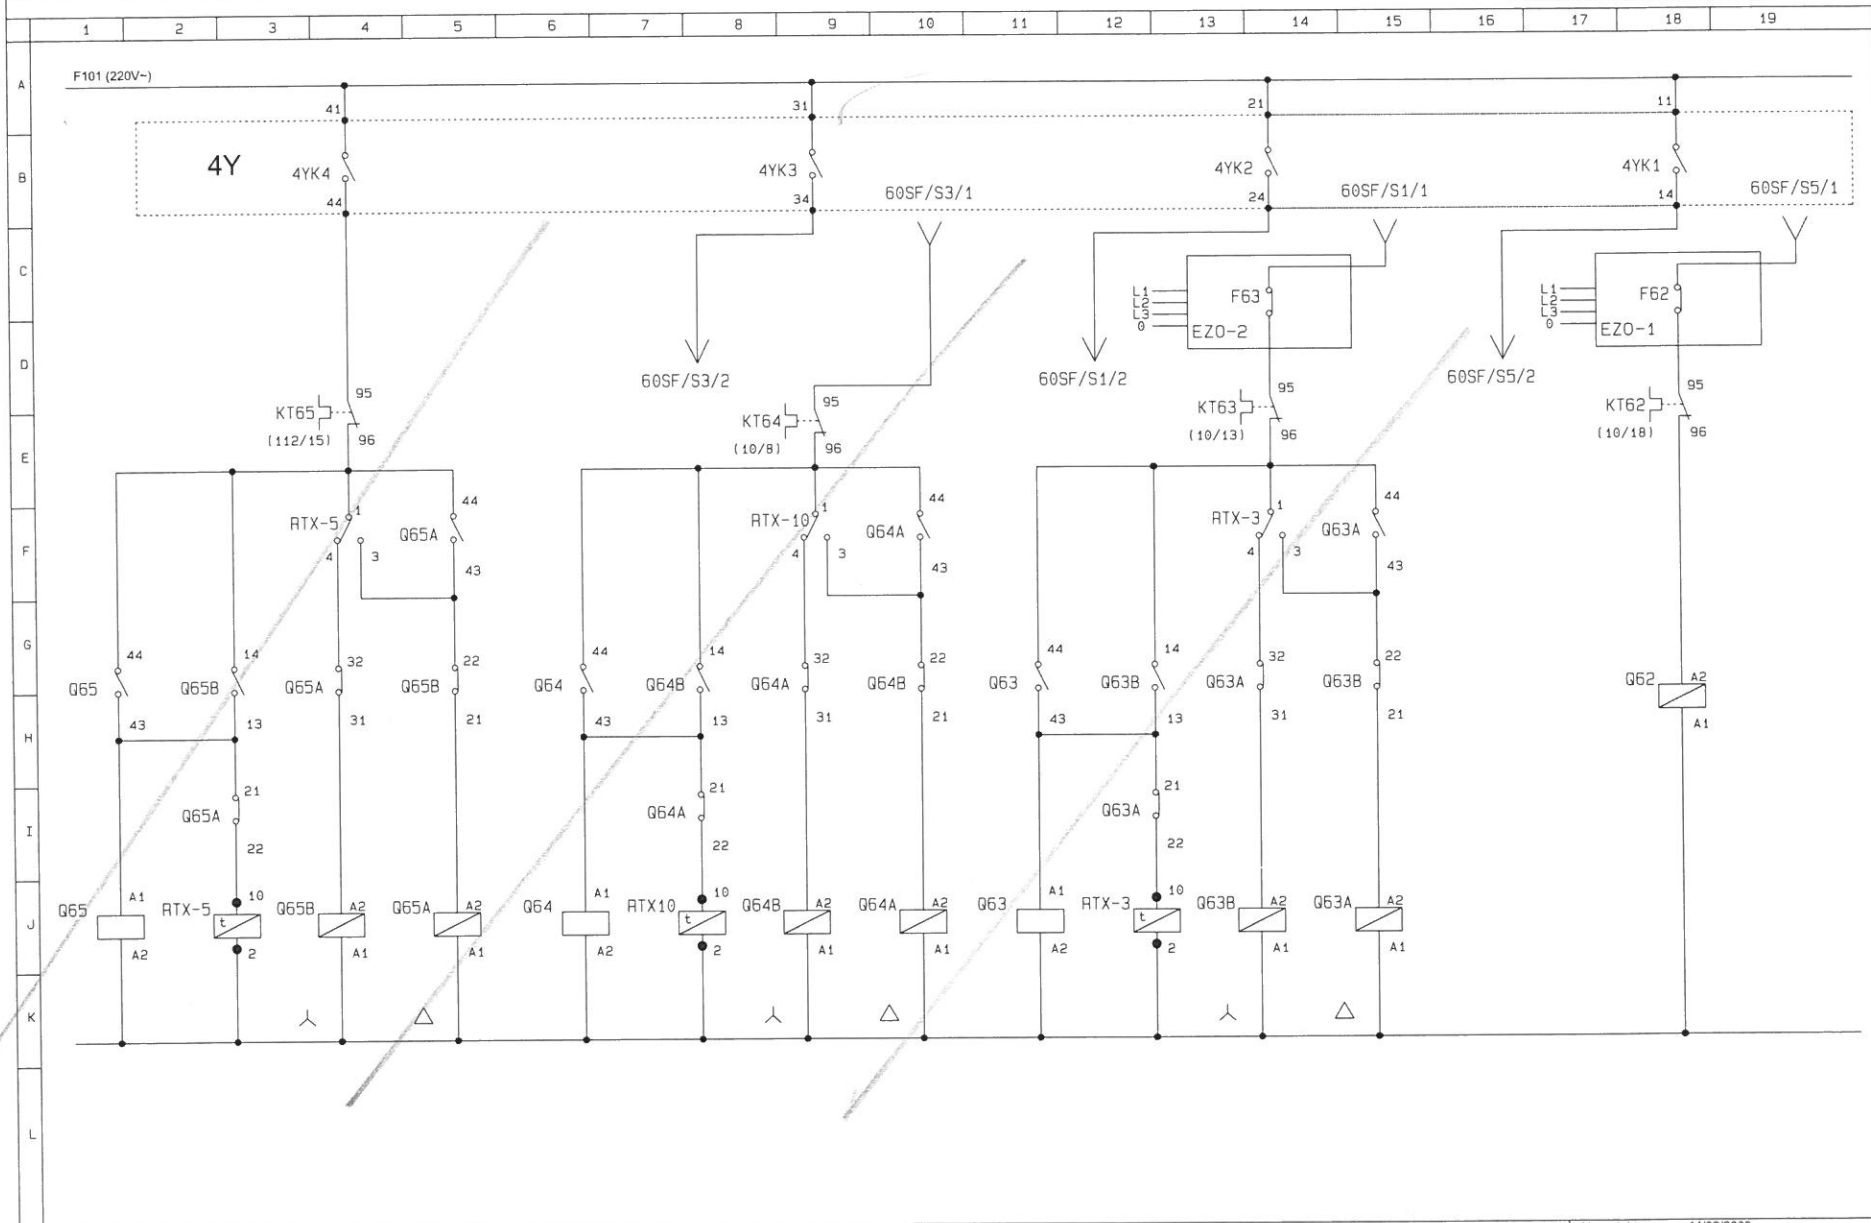 1 2 3 4 5 6 7 8 9 10 11 12 13 14 15 16 17 18 19
A
F101 (220V~)
41 31 21 11
4Y
B
4YK4 4YK3 4YK2 4YK1
60SF/S3/1 60SF/S1/1 60SF/S5/1
44 34 24 14
C
L1 L2 L3 0 F63 EZO-2
L1 L2 L3 0 F62 EZO-1
D
60SF/S3/2 60SF/S1/2 60SF/S5/2
95 95 95 95
KT65 KT64 KT63 KT62
(112/15) 96 (10/8) 96 (10/13) 96 (10/18) 96
E
44 44 44
1 1 1
RTX-5 Q65A RTX-10 Q64A RTX-3 Q63A
F
4 3 4 3 4 3
43 43 43
G
44 14 32 22 44 14 32 22 44 14 32 22
Q65 Q65B Q65A Q65B Q64 Q64B Q64A Q64B Q63 Q63B Q63A Q63B Q62 A2
43 13 31 21 43 13 31 21 43 13 31 21 A1
H
21 21 21
Q65A Q64A Q63A
I
22 22 22
A1 10 A2 A2 A1 10 A2 A2 A1 10 A2 A2
Q65 RTX-5 Q65B Q65A Q64 RTX10 Q64B Q64A Q63 RTX-3 Q63B Q63A
J
t t t
A2 2 A1 A1 A2 2 A1 A1 A2 2 A1 A1
K
L